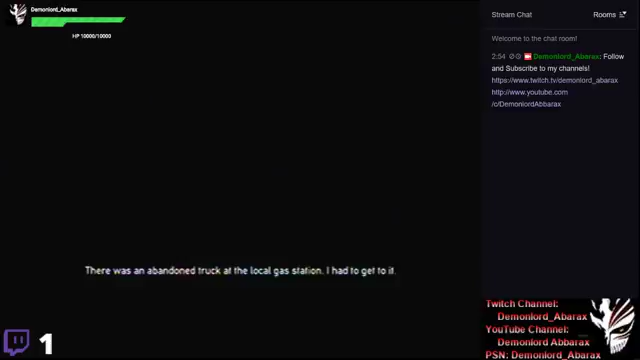 Demonlord_Abarax
HP 10000/10000
There was an abandoned truck at the local gas station. I had to get to it.
1
Stream Chat
Rooms
Welcome to the chat room!
2:54 Demonlord_Abarax: Follow
and Subscribe to my channels!
https://www.twitch.tv/demonlord_abarax
http://www.youtube.com
/c/DemonlordAbbarax
Twitch Channel:
Demonlord_Abarax
YouTube Channel:
Demonlord Abbarax
PSN: Demonlord_Abarax